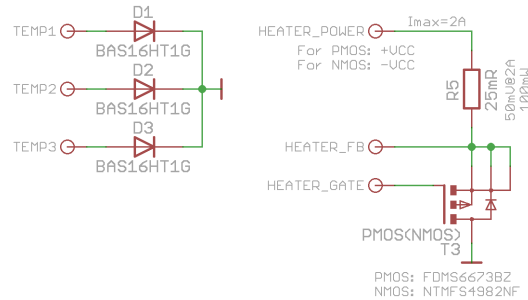 D1
TEMP1
BAS16HT1G
D2
TEMP2
BAS16HT1G
D3
TEMP3
BAS16HT1G
HEATER_POWER
Imax=2A
For PMOS: +VCC
For NMOS: -VCC
R5
25mR
50mV@2A
100mW
HEATER_FB
HEATER_GATE
PMOS(NMOS)
T3
PMOS: FDMS6673BZ
NMOS: NTMFS4982NF